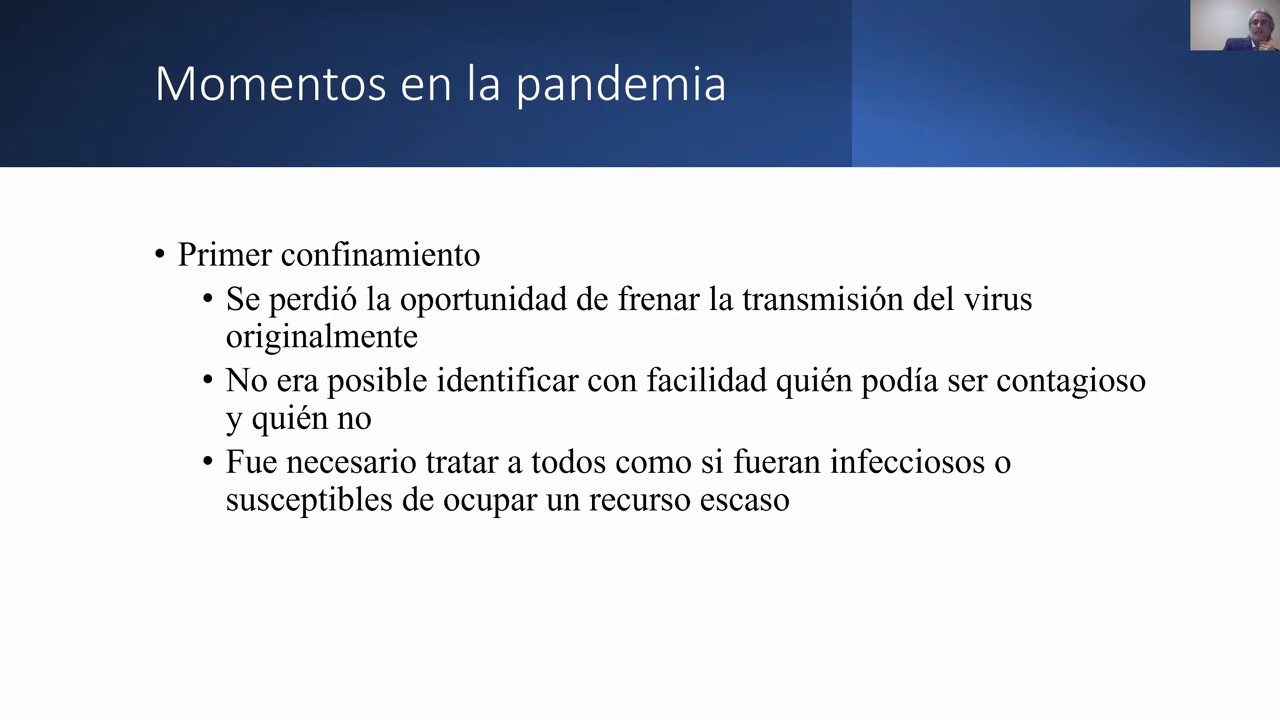 Momentos en la pandemia
• Primer confinamiento
• Se perdió la oportunidad de frenar la transmisión del virus
originalmente
• No era posible identificar con facilidad quién podía ser contagioso
y quién no
• Fue necesario tratar a todos como si fueran infecciosos o
susceptibles de ocupar un recurso escaso